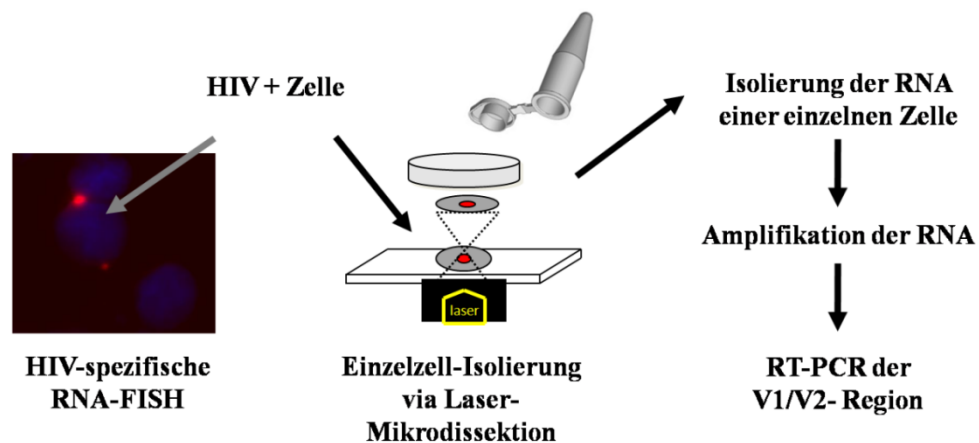 HIV + Zelle
HIV-spezifische
RNA-FISH
laser
Einzelzell-Isolierung
via Laser-
Mikrodissektion
Isolierung der RNA
einer einzelnen Zelle
Amplifikation der RNA
RT-PCR der
V1/V2- Region